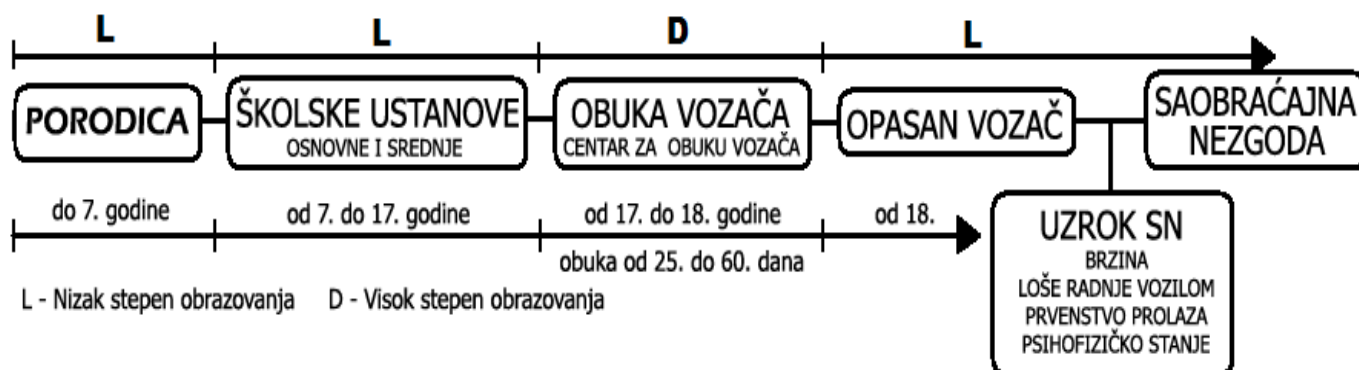 L L D L
PORODICA
ŠKOLSKE USTANOVE
OSNOVNE I SREDNJE
OBUKA VOZAČA
CENTAR ZA OBUKU VOZAČA
OPASAN VOZAČ
SAOBRAĆAJNA
NEZGODA
do 7. godine
od 7. do 17. godine
od 17. do 18. godine
od 18.
obuka od 25. do 60. dana
UZROK SN
BRZINA
LOŠE RADNJE VOZILOM
PRVENSTVO PROLAZA
PSIHOFIZIČKO STANJE
L - Nizak stepen obrazovanja D - Visok stepen obrazovanja